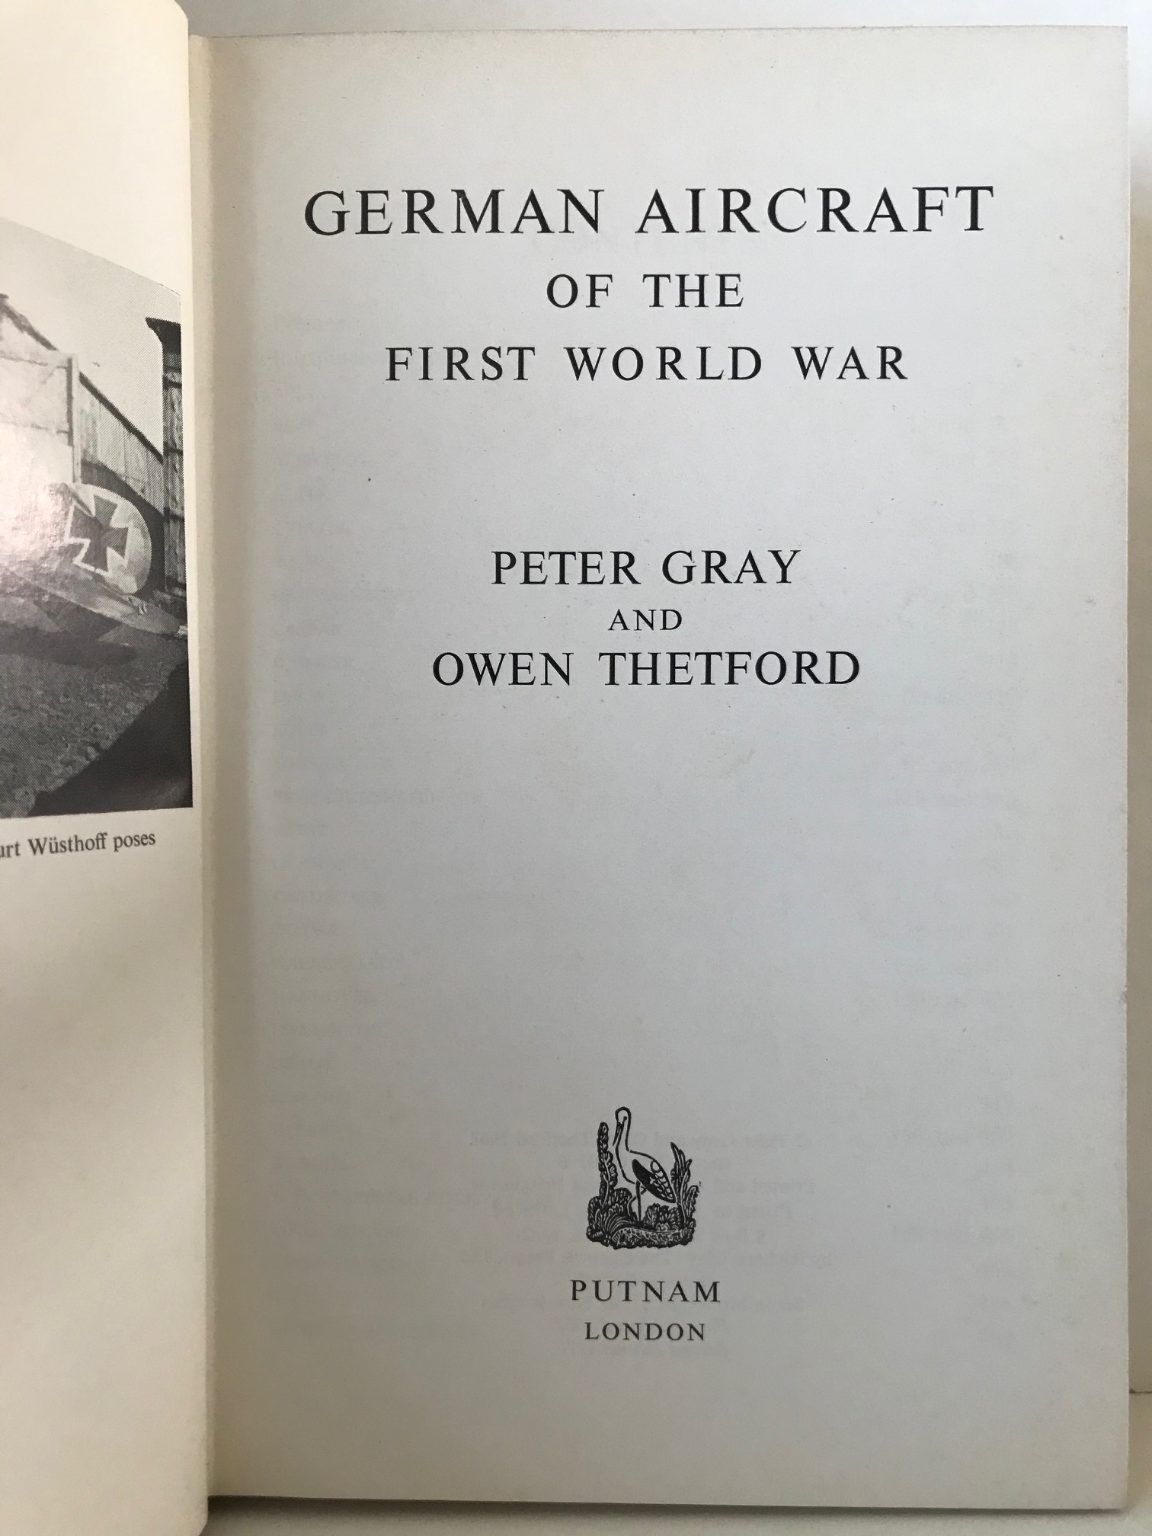 Wüsthoff poses
GERMAN AIRCRAFT
OF THE
FIRST WORLD WAR
PETER GRAY
AND
OWEN THETFORD
PUTNAM
LONDON